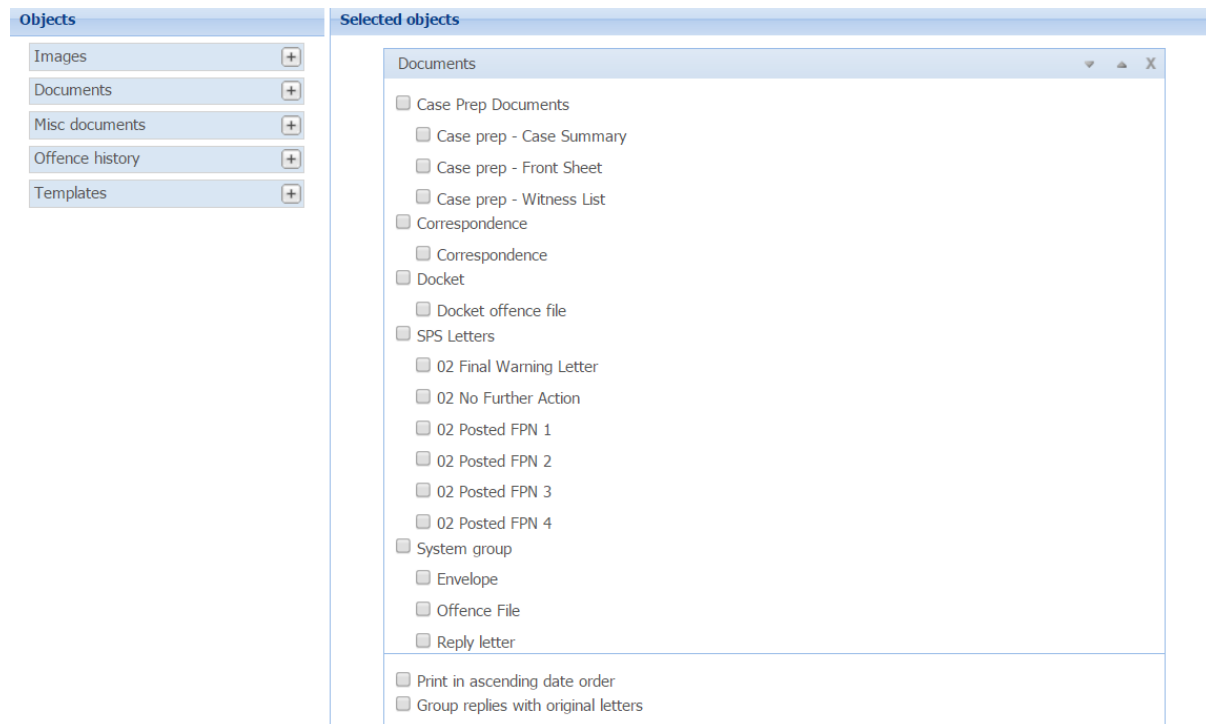 Objects
Images
Documents
Misc documents
Offence history
Templates
Selected objects
Documents X
Case Prep Documents
Case prep - Case Summary
Case prep - Front Sheet
Case prep - Witness List
Correspondence
Correspondence
Docket
Docket offence file
SPS Letters
02 Final Warning Letter
02 No Further Action
02 Posted FPN 1
02 Posted FPN 2
02 Posted FPN 3
02 Posted FPN 4
System group
Envelope
Offence File
Reply letter
Print in ascending date order
Group replies with original letters